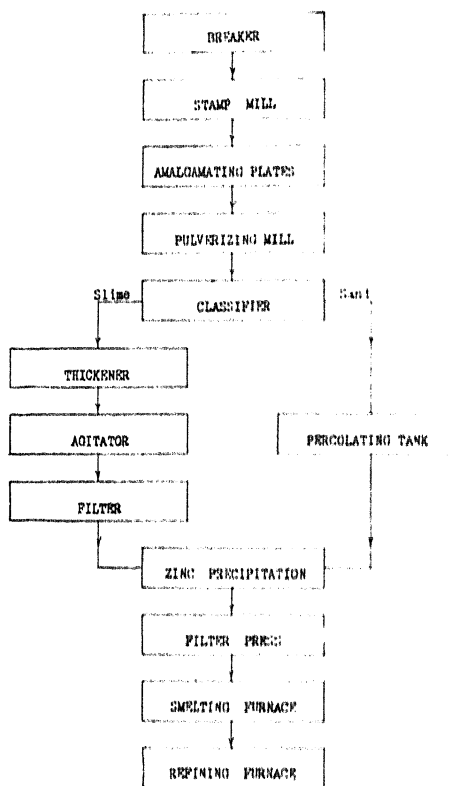 BREAKER
STAMP MILL
AMALGAMATING PLATES
PULVERIZING MILL
Slime
Sand
CLASSIFIER
THICKENER
AGITATOR
PERCOLATING TANK
FILTER
ZINC PRECIPITATION
FILTER PRESS
SMELTING FURNACE
REFINING FURNACE